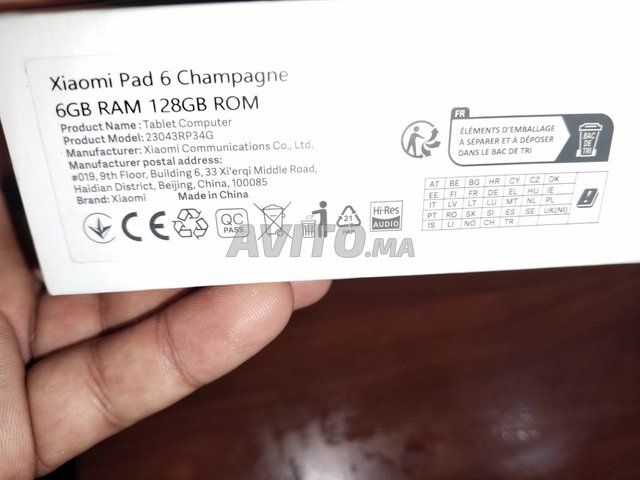 Xiaomi Pad 6 Champagne
6GB RAM 128GB ROM
Product Name: Tablet Computer
Product Model: 23043RP34G
Manufacturer: Xiaomi Communications Co., Ltd.
Manufacturer postal address:
#019, 9th Floor, Building 6, 33 Xi'erqi Middle Road,
Haidian District, Beijing, China, 100085
Brand: Xiaomi Made in China
CE
QC
PASS
21
PAP
Hi-Res
AUDIO
FR
ÉLÉMENTS D'EMBALLAGE
À SÉPARER ET À DÉPOSER
DANS LE BAC DE TRI
BAC
DE
TRI
AT BE BG HR CY CZ DK
EE FI FR DE EL HU IE
IT LV LT LU MT NL PL
PT RO SK SI ES SE UK(NI)
IS LI NO CH TR
AVITO.MA